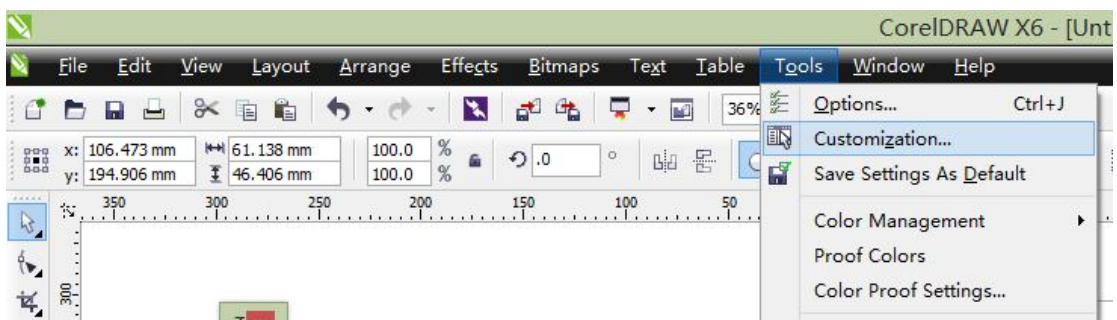 CorelDRAW X6 - [Unt
File Edit View Layout Arrange Effects Bitmaps Text Table Tools Window Help
36%
Options... Ctrl+J
Customization...
Save Settings As Default
Color Management
Proof Colors
Color Proof Settings...
x: 106.473 mm 61.138 mm 100.0 % .0 °
y: 194.906 mm 46.406 mm 100.0 %
350 300 250 200 150 100 50
300